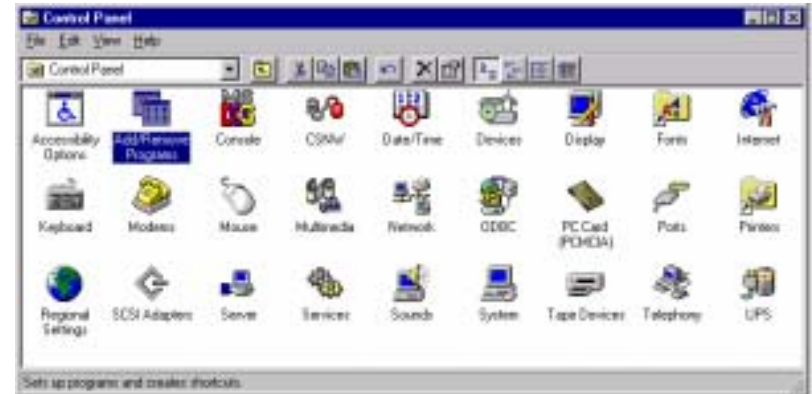 Control Panel
File Edit View Help
Control Panel
Accessibility Options
Add/Remove Programs
Console
CSNW
Date/Time
Devices
Display
Fonts
Internet
Keyboard
Modems
Mouse
Multimedia
Network
ODBC
PC Card (PCMCIA)
Ports
Printers
Regional Settings
SCSI Adapters
Server
Services
Sounds
System
Tape Devices
Telephony
UPS
Sets up programs and creates shortcuts.